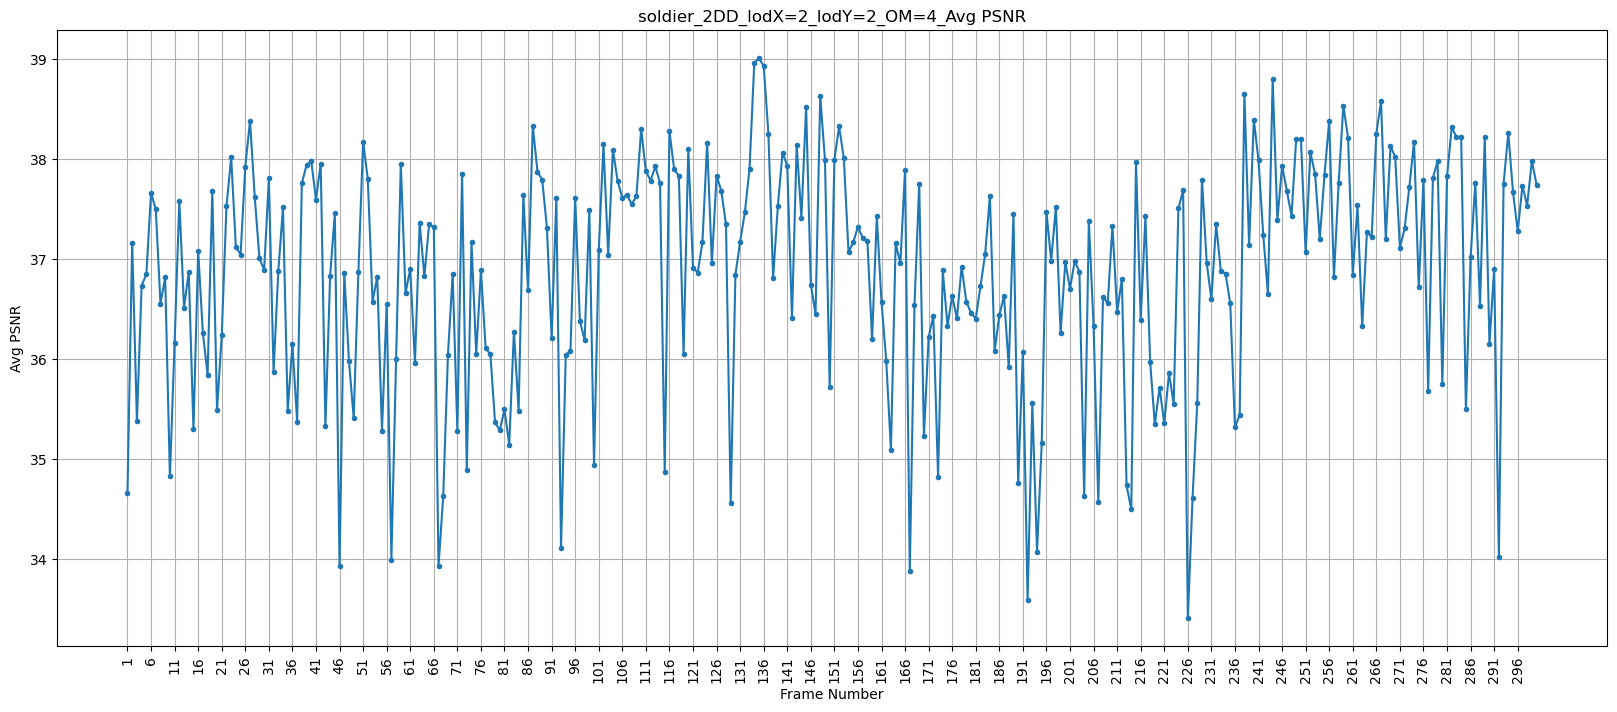 soldier_2DD_lodX=2_lodY=2_OM=4_Avg PSNR
Avg PSNR
39
38
37
36
35
34
1 6 11 16 21 26 31 36 41 46 51 56 61 66 71 76 81 86 91 96 101 106 111 116 121 126 131 136 141 146 151 156 161 166 171 176 181 186 191 196 201 206 211 216 221 226 231 236 241 246 251 256 261 266 271 276 281 286 291 296
Frame Number